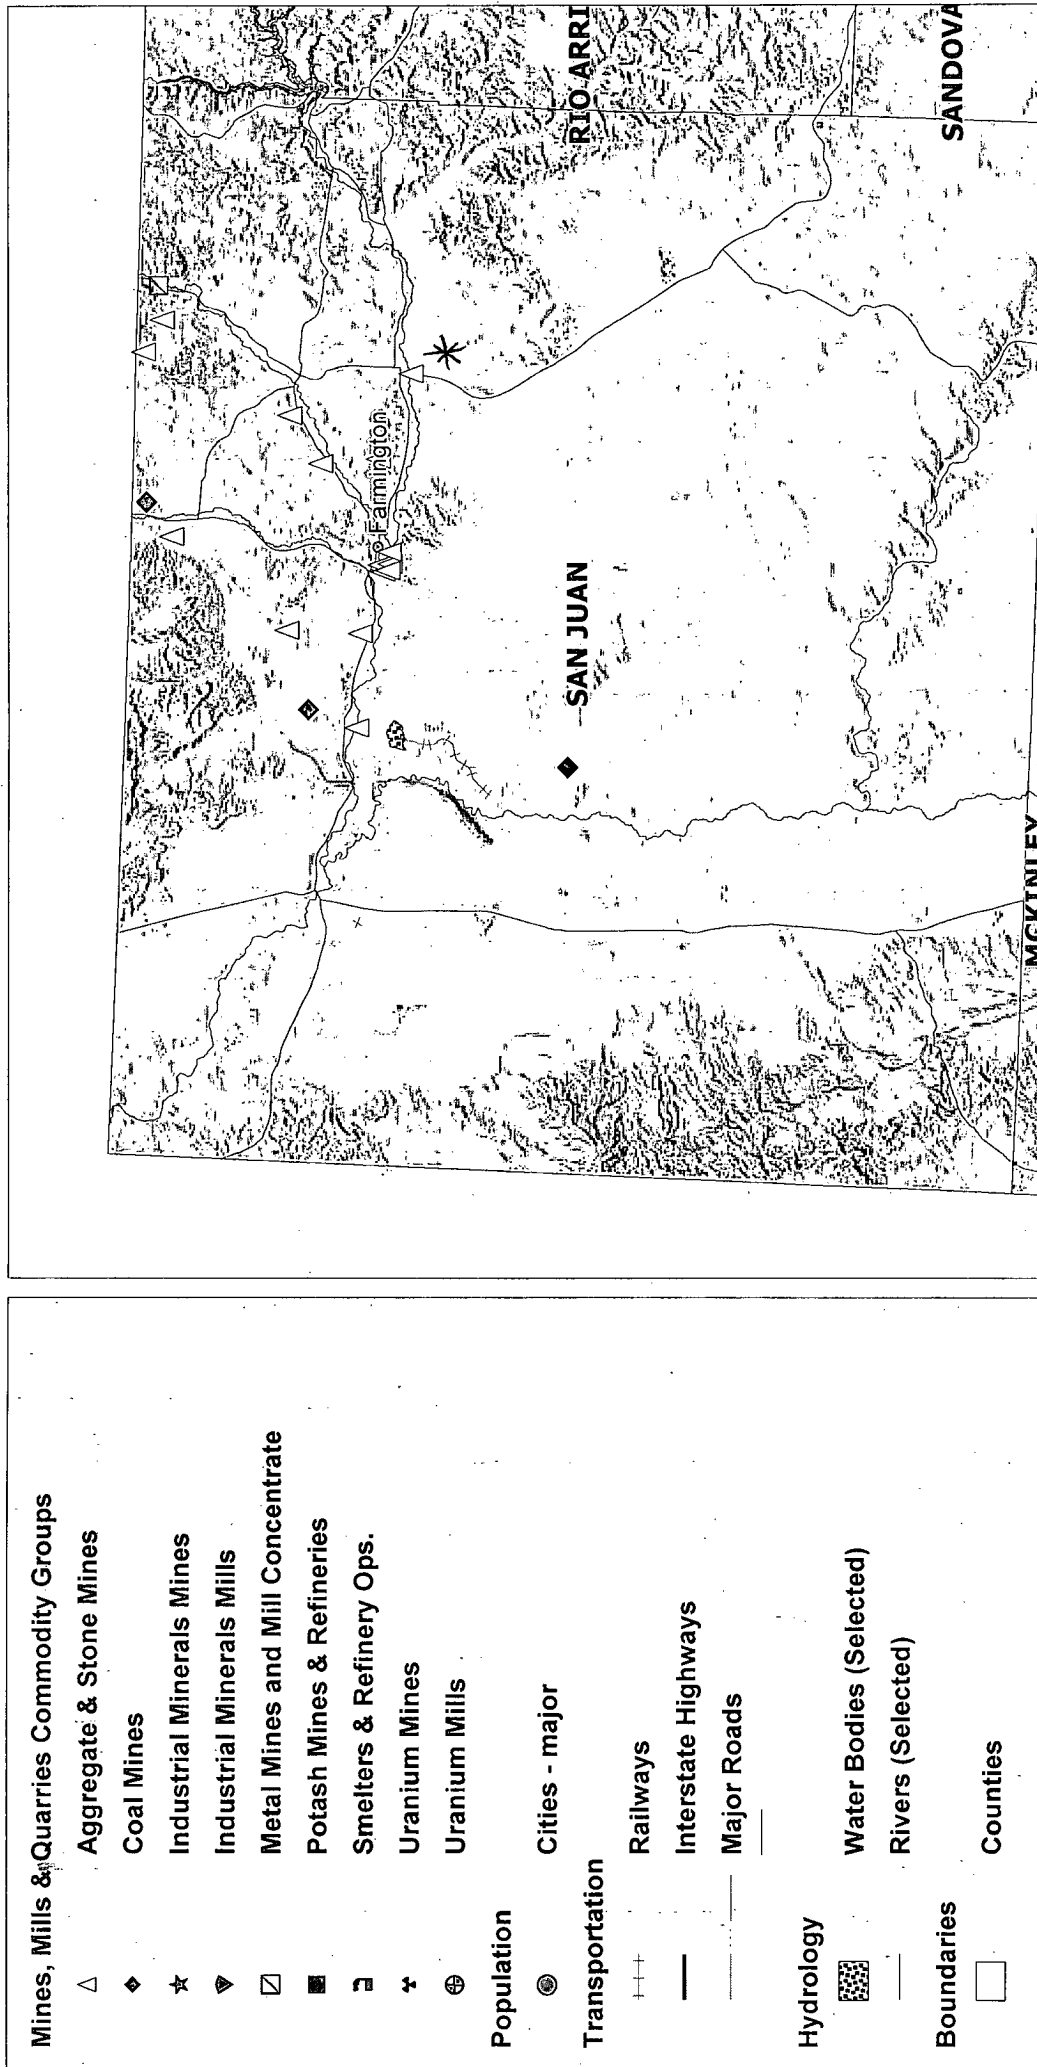 Mines, Mills & Quarries Commodity Groups
Aggregate & Stone Mines
Coal Mines
Industrial Minerals Mines
Industrial Minerals Mills
Metal Mines and Mill Concentrate
Potash Mines & Refineries
Smelters & Refinery Ops.
Uranium Mines
Uranium Mills
Population
Cities - major
Transportation
Railways
Interstate Highways
Major Roads
Hydrology
Water Bodies (Selected)
Rivers (Selected)
Boundaries
Counties
Farmington
SAN JUAN
RIO ARRI
SANDOVA
MCKINLEY